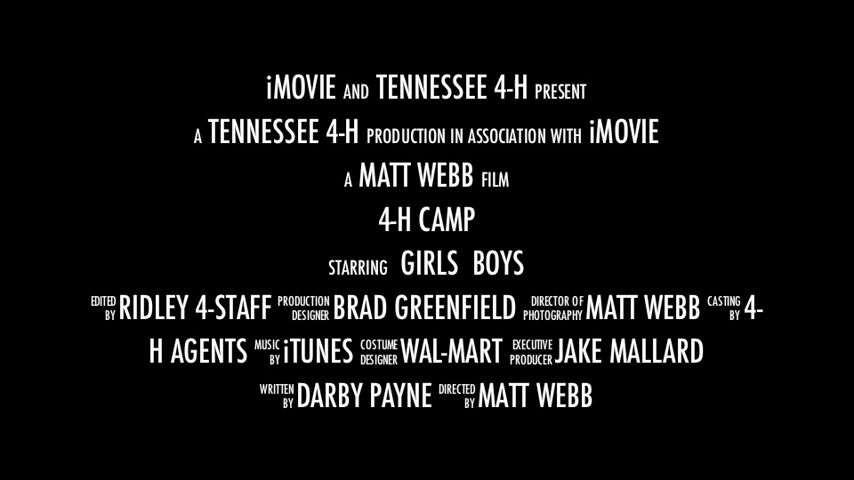 iMOVIE AND TENNESSEE 4-H PRESENT
A TENNESSEE 4-H PRODUCTION IN ASSOCIATION WITH iMOVIE
A MATT WEBB FILM
4-H CAMP
STARRING GIRLS BOYS
EDITED BY RIDLEY 4-STAFF PRODUCTION DESIGNER BRAD GREENFIELD DIRECTOR OF PHOTOGRAPHY MATT WEBB CASTING BY 4-
H AGENTS MUSIC BY iTUNES COSTUME DESIGNER WAL-MART EXECUTIVE PRODUCER JAKE MALLARD
WRITTEN BY DARBY PAYNE DIRECTED BY MATT WEBB